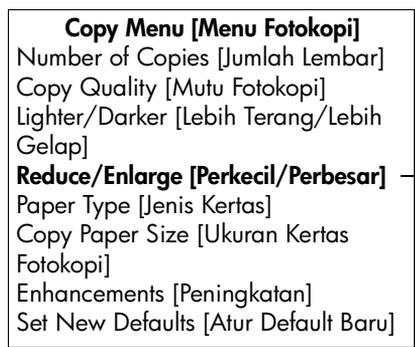 Copy Menu [Menu Fotokopi]
Number of Copies [Jumlah Lembar]
Copy Quality [Mutu Fotokopi]
Lighter/Darker [Lebih Terang/Lebih
Gelap]
Reduce/Enlarge [Perkecil/Perbesar]
Paper Type [Jenis Kertas]
Copy Paper Size [Ukuran Kertas
Fotokopi]
Enhancements [Peningkatan]
Set New Defaults [Atur Default Baru]